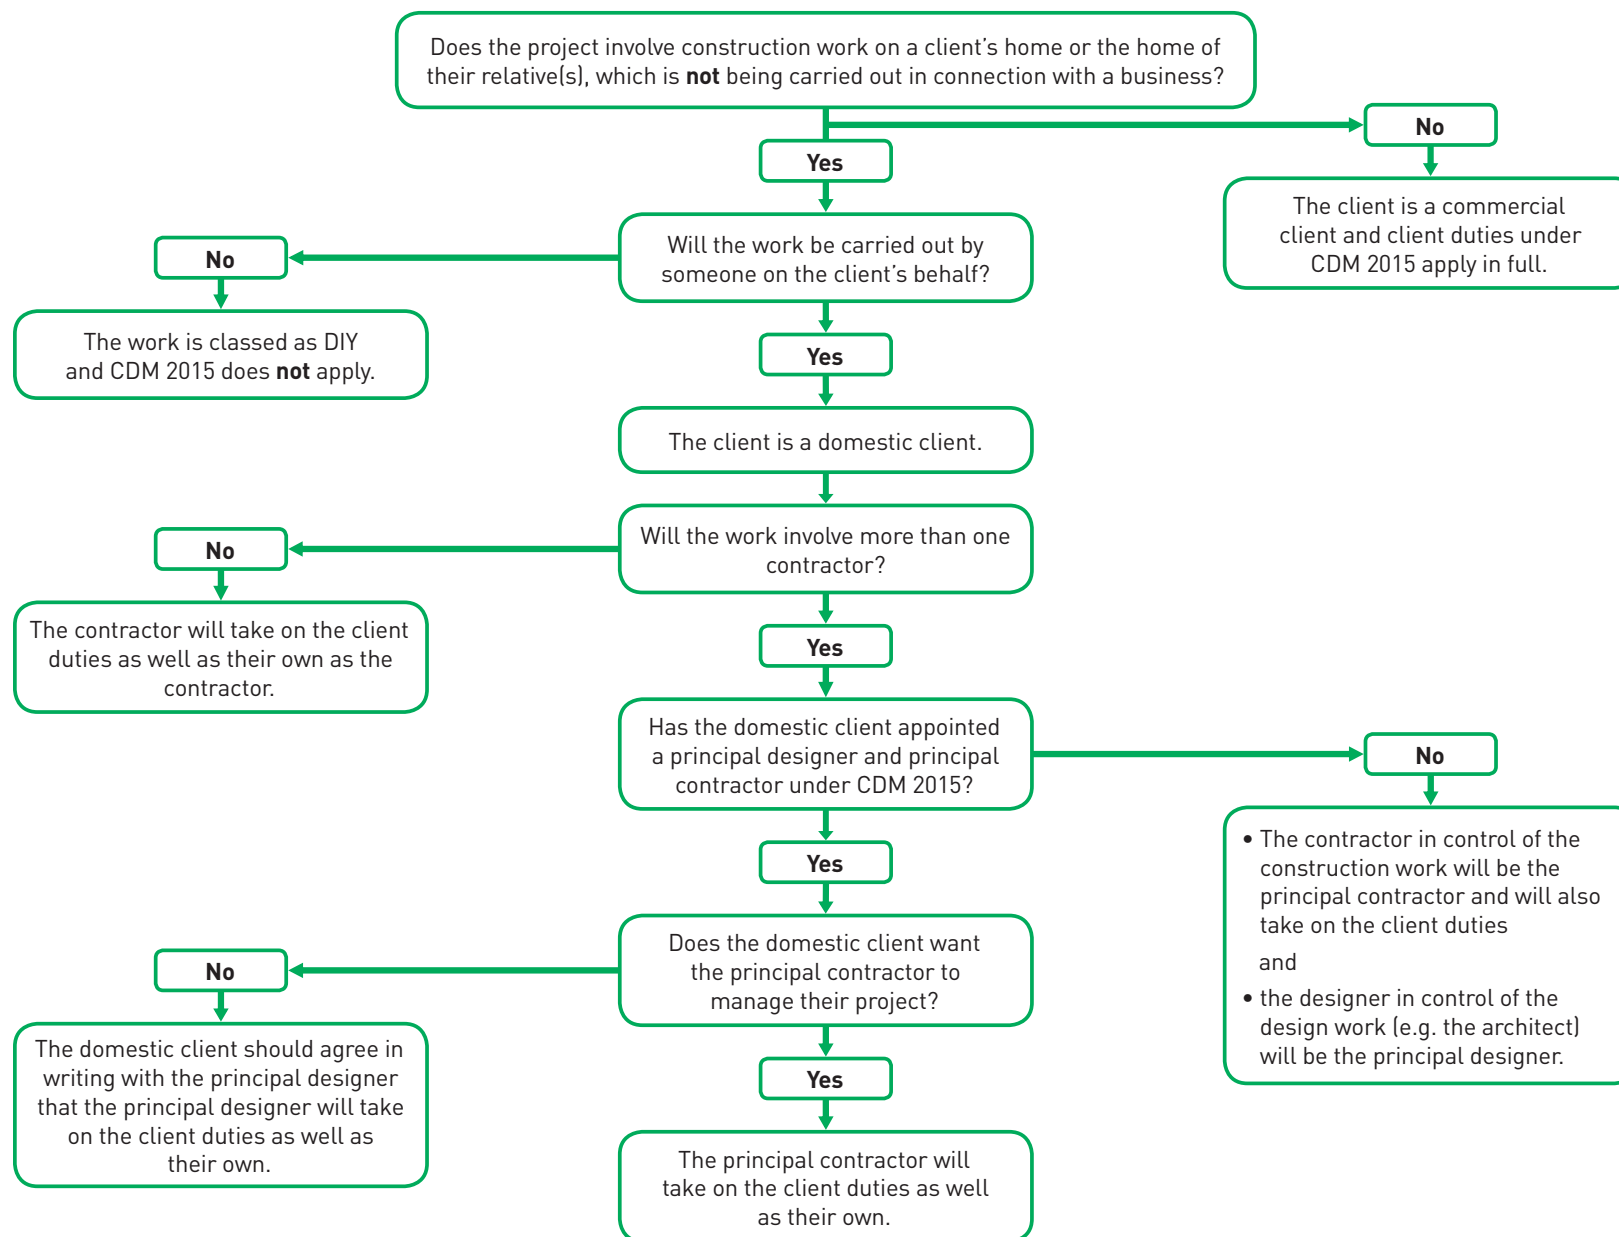 Does the project involve construction work on a client’s home or the home of
their relative(s), which is not being carried out in connection with a business?
No
The client is a commercial
client and client duties under
CDM 2015 apply in full.
Yes
Will the work be carried out by
someone on the client’s behalf?
No
The work is classed as DIY
and CDM 2015 does not apply.
Yes
The client is a domestic client.
Will the work involve more than one
contractor?
No
The contractor will take on the client
duties as well as their own as the
contractor.
Yes
Has the domestic client appointed
a principal designer and principal
contractor under CDM 2015?
No
• The contractor in control of the
construction work will be the
principal contractor and will also
take on the client duties
and
• the designer in control of the
design work (e.g. the architect)
will be the principal designer.
Yes
Does the domestic client want
the principal contractor to
manage their project?
No
The domestic client should agree in
writing with the principal designer
that the principal designer will take
on the client duties as well as
their own.
Yes
The principal contractor will
take on the client duties as well
as their own.